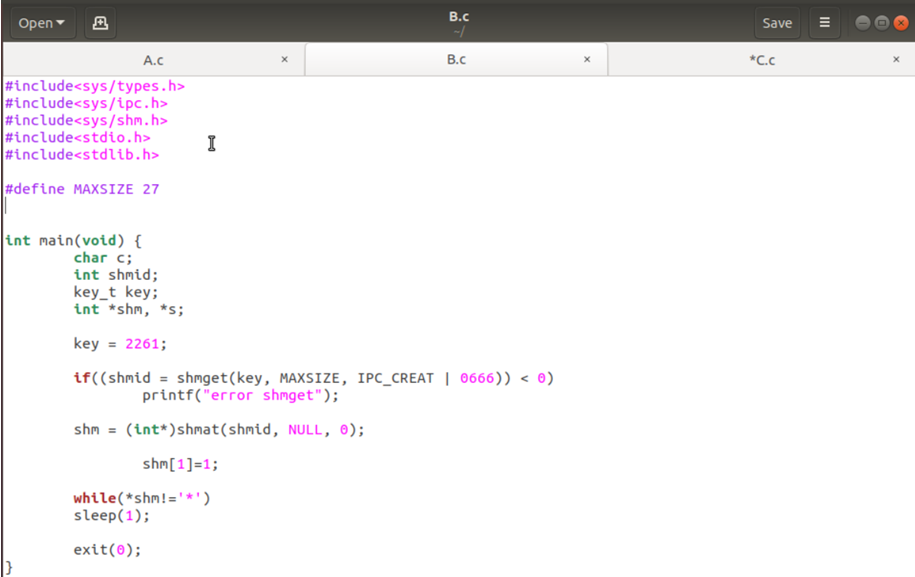 Open
B.c
~/
Save
A.c
B.c
*C.c
#include<sys/types.h>
#include<sys/ipc.h>
#include<sys/shm.h>
#include<stdio.h>
#include<stdlib.h>
#define MAXSIZE 27
int main(void) {
char c;
int shmid;
key_t key;
int *shm, *s;
key = 2261;
if((shmid = shmget(key, MAXSIZE, IPC_CREAT | 0666)) < 0)
printf("error shmget");
shm = (int*)shmat(shmid, NULL, 0);
shm[1]=1;
while(*shm!='*')
sleep(1);
exit(0);
}